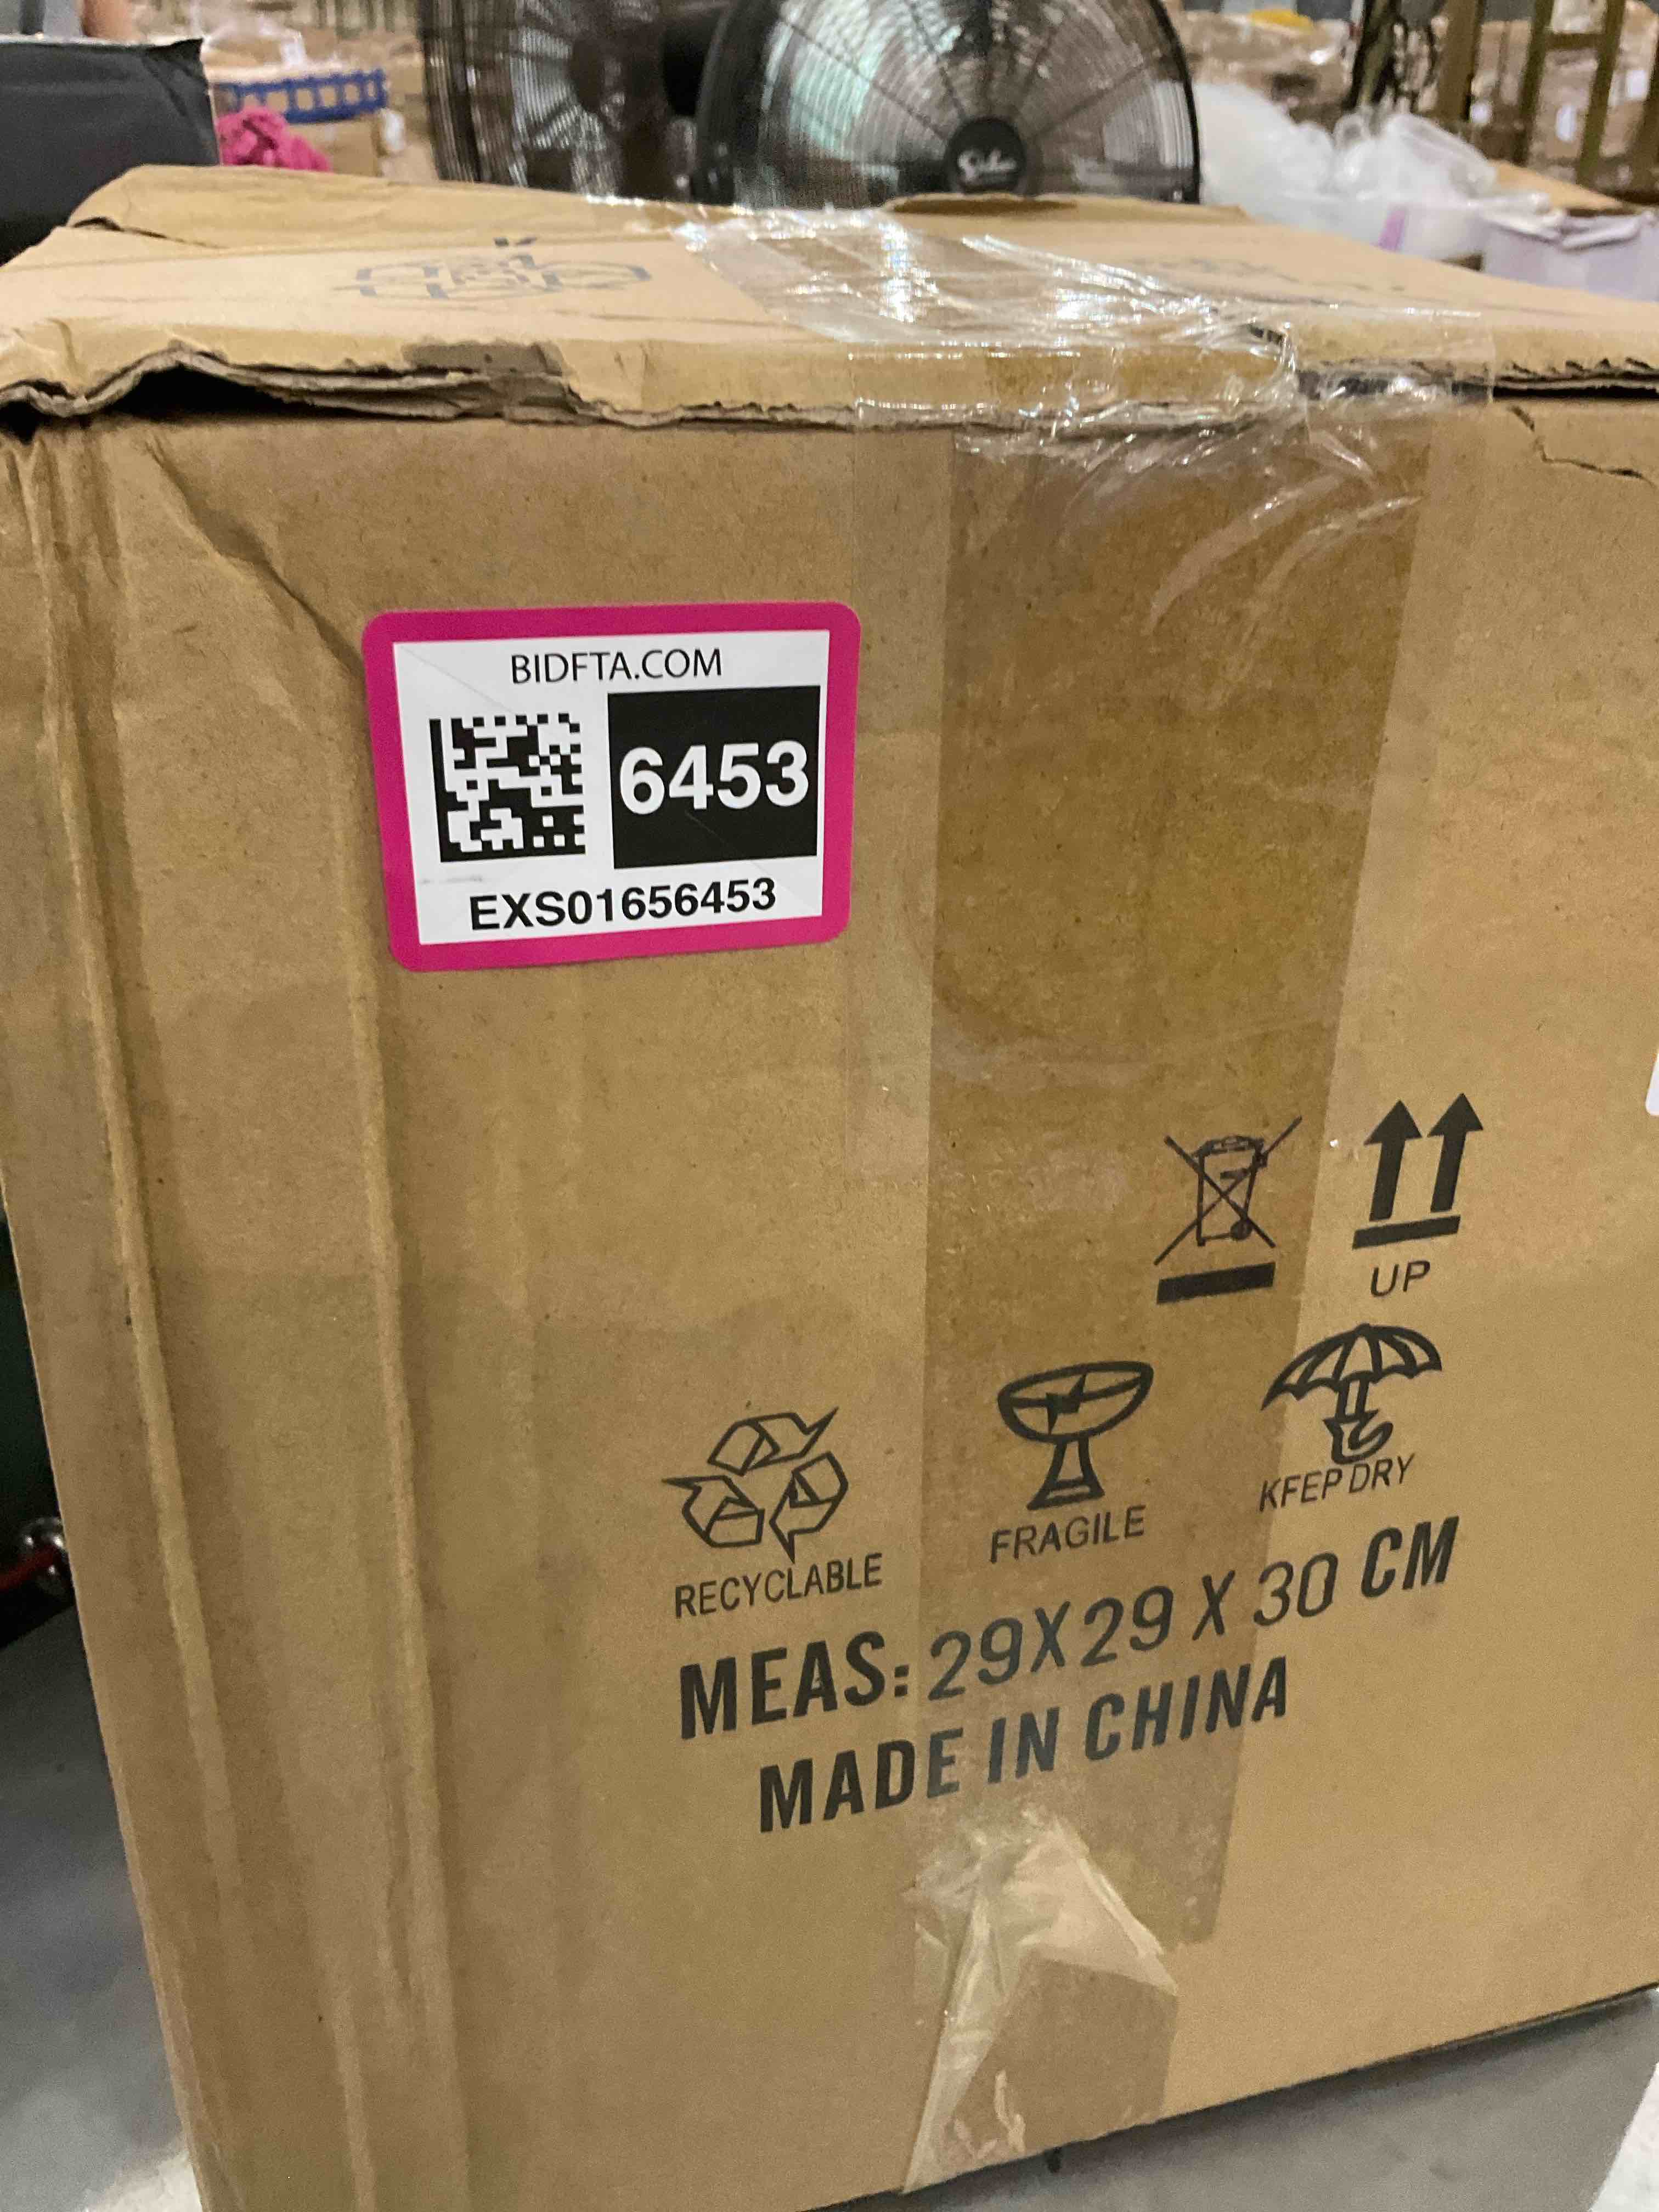 BIDFTA.COM
6453
EXS01656453
UP
RECYCLABLE
FRAGILE
KFEP DRY
MEAS: 29X29 X 30 CM
MADE IN CHINA